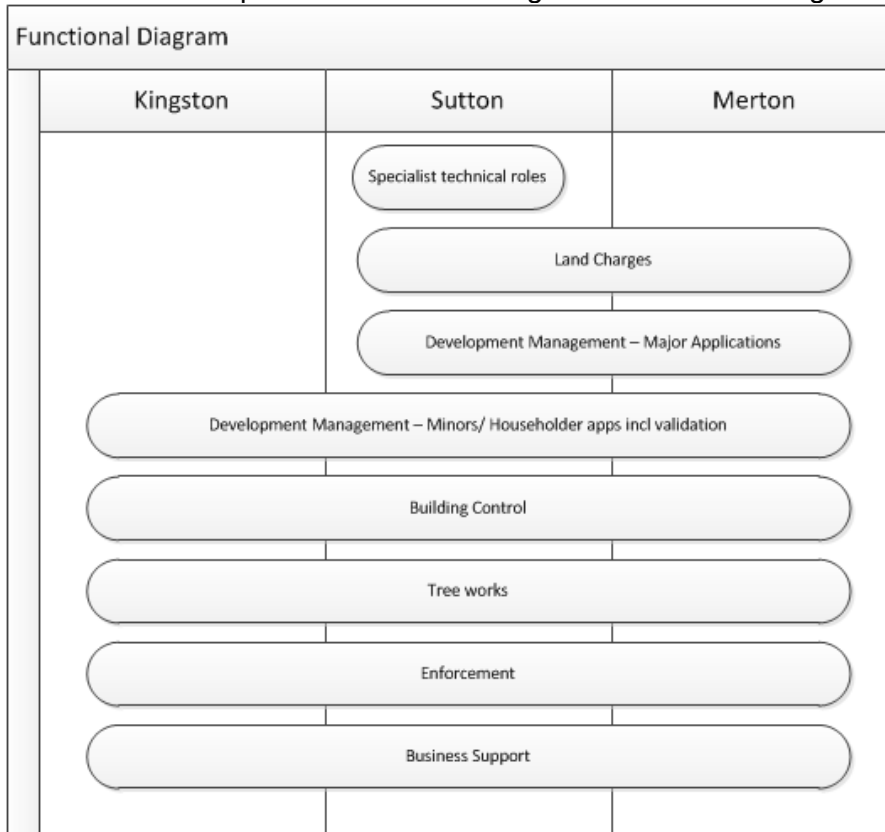 Functional Diagram
Kingston Sutton Merton
Specialist technical roles
Land Charges
Development Management – Major Applications
Development Management – Minors/ Householder apps incl validation
Building Control
Tree works
Enforcement
Business Support